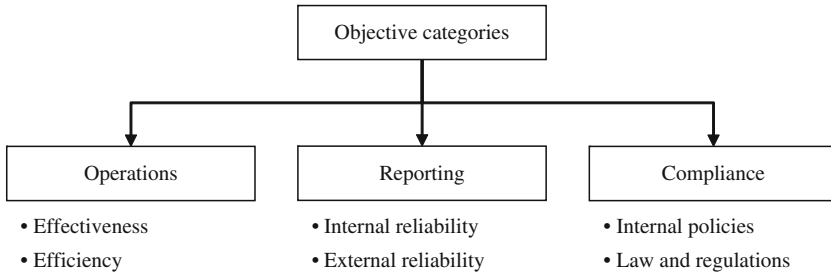 Objective categories
Operations
Reporting
Compliance
• Effectiveness
• Efficiency
• Internal reliability
• External reliability
• Internal policies
• Law and regulations